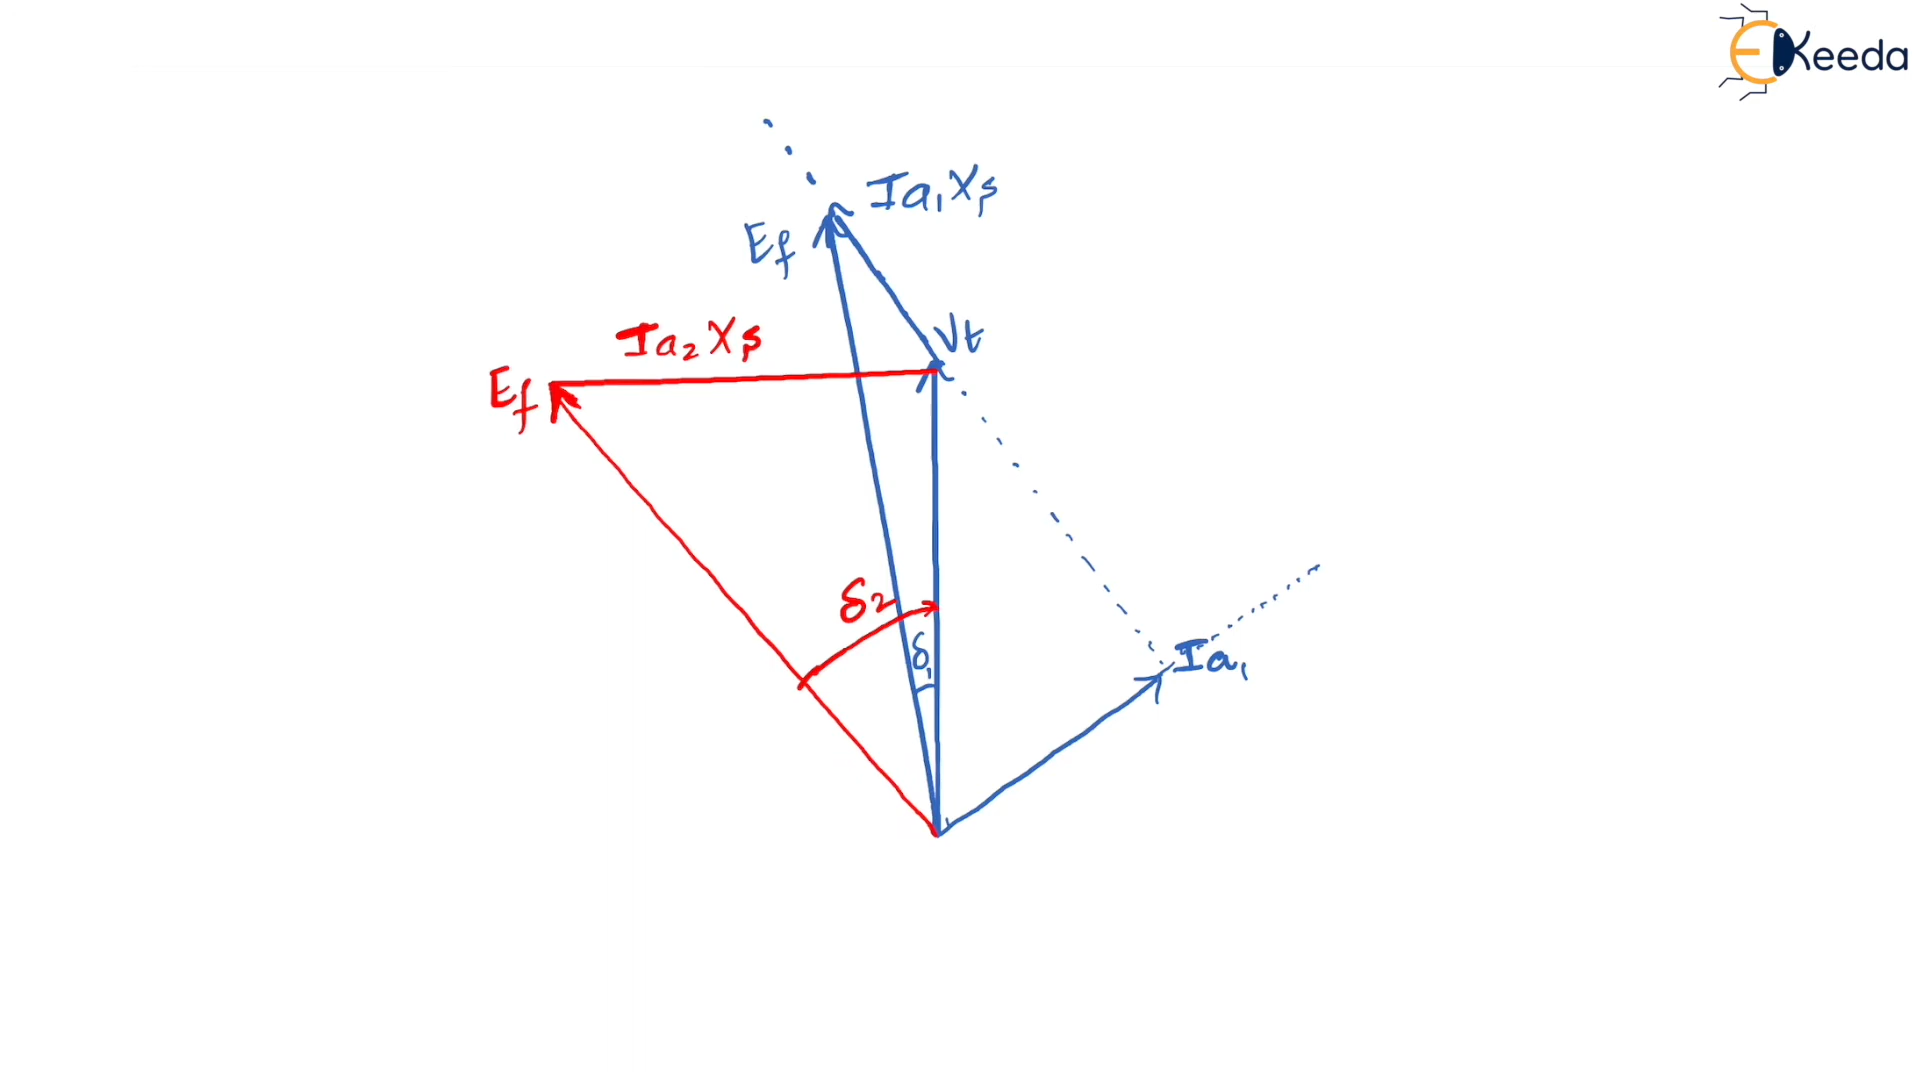 EKeeda
Ia₁Xs
Ef
Vt
Ia₂Xs
Ef
δ₂
δ₁
Ia₁